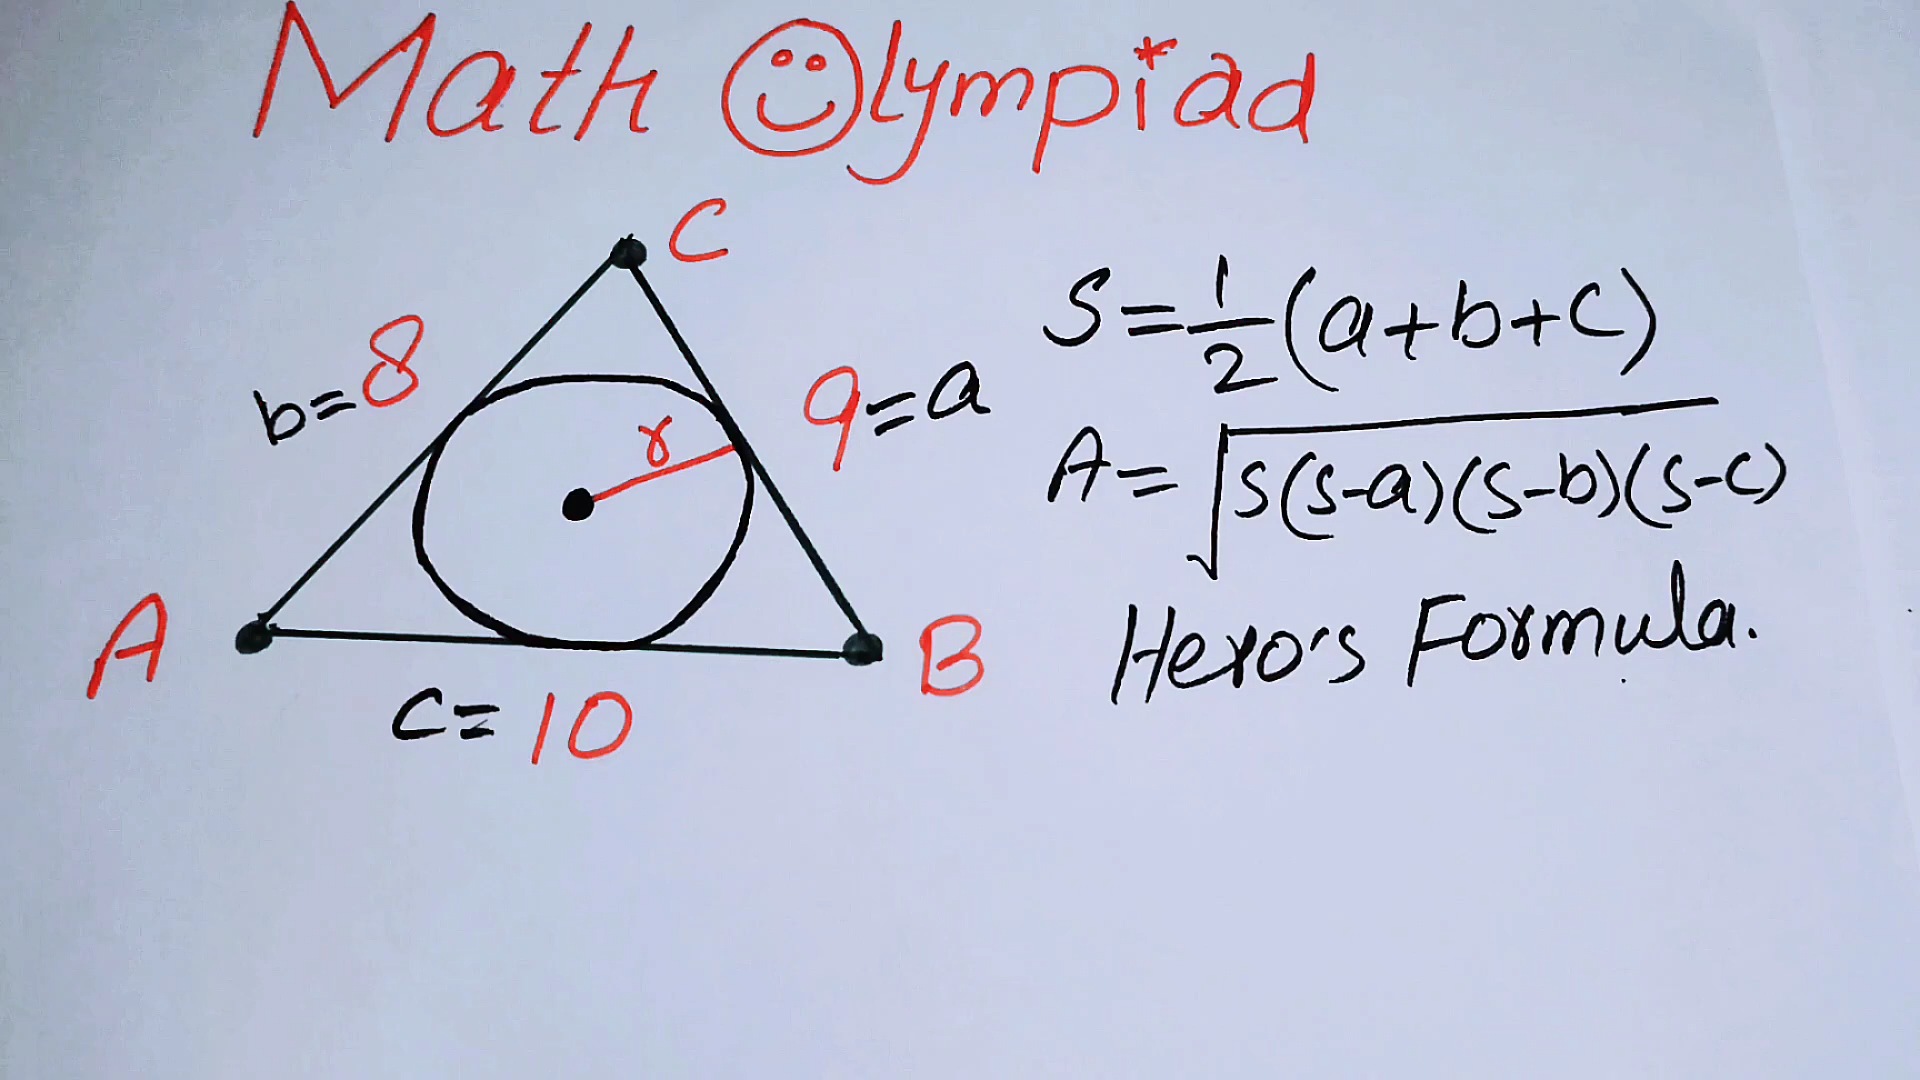 Math Olympiad
C
b=8
9=a
r
A
B
c=10
S=1/2(a+b+c)
A=√s(s-a)(s-b)(s-c)
Hero's Formula.